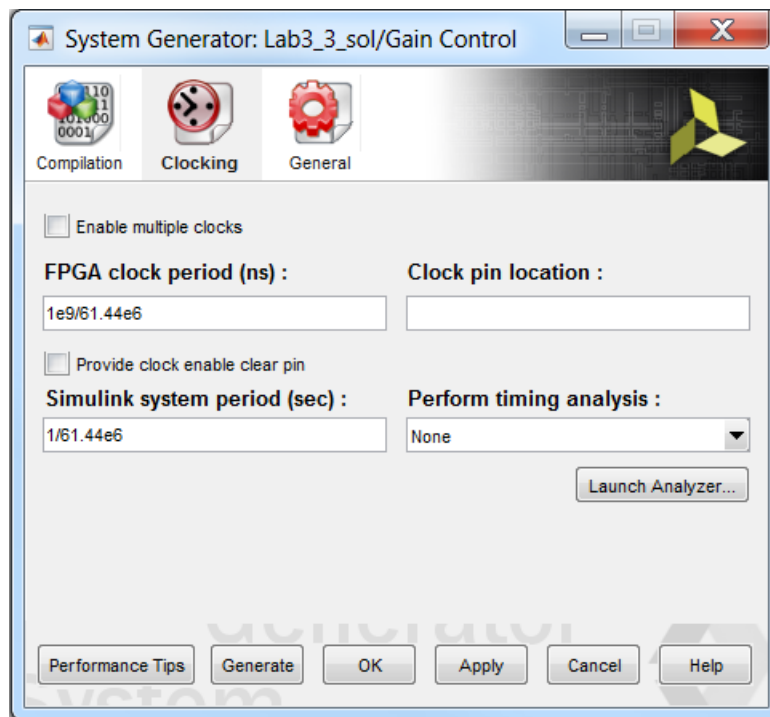 System Generator: Lab3_3_sol/Gain Control
Compilation
Clocking
General
Enable multiple clocks
FPGA clock period (ns) :
Clock pin location :
1e9/61.44e6
Provide clock enable clear pin
Simulink system period (sec) :
Perform timing analysis :
1/61.44e6
None
Launch Analyzer...
Generator
Performance Tips
Generate
OK
Apply
Cancel
Help
System